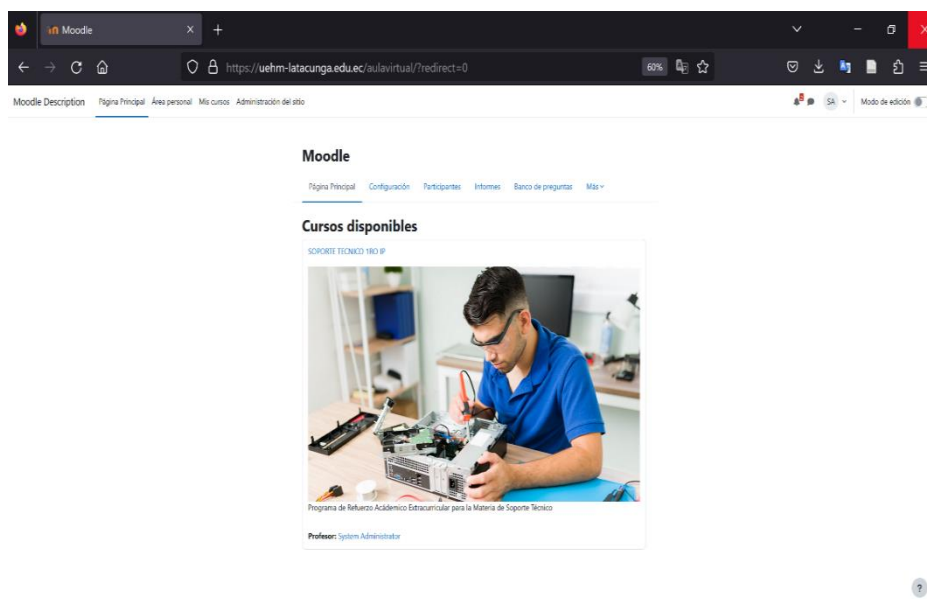 Moodle
https://uehm-latacunga.edu.ec/aulavirtual/?redirect=0
60%
Moodle Description Página Principal Área personal Mis cursos Administración del sitio
SA
Modo de edición
Moodle
Página Principal Configuración Participantes Informes Banco de preguntas Más
Cursos disponibles
SOPORTE TECNICO 1RO IP
Programa de Refuerzo Acádemico Extracurricular para la Materia de Soporte Técnico
Profesor: System Administrator
?